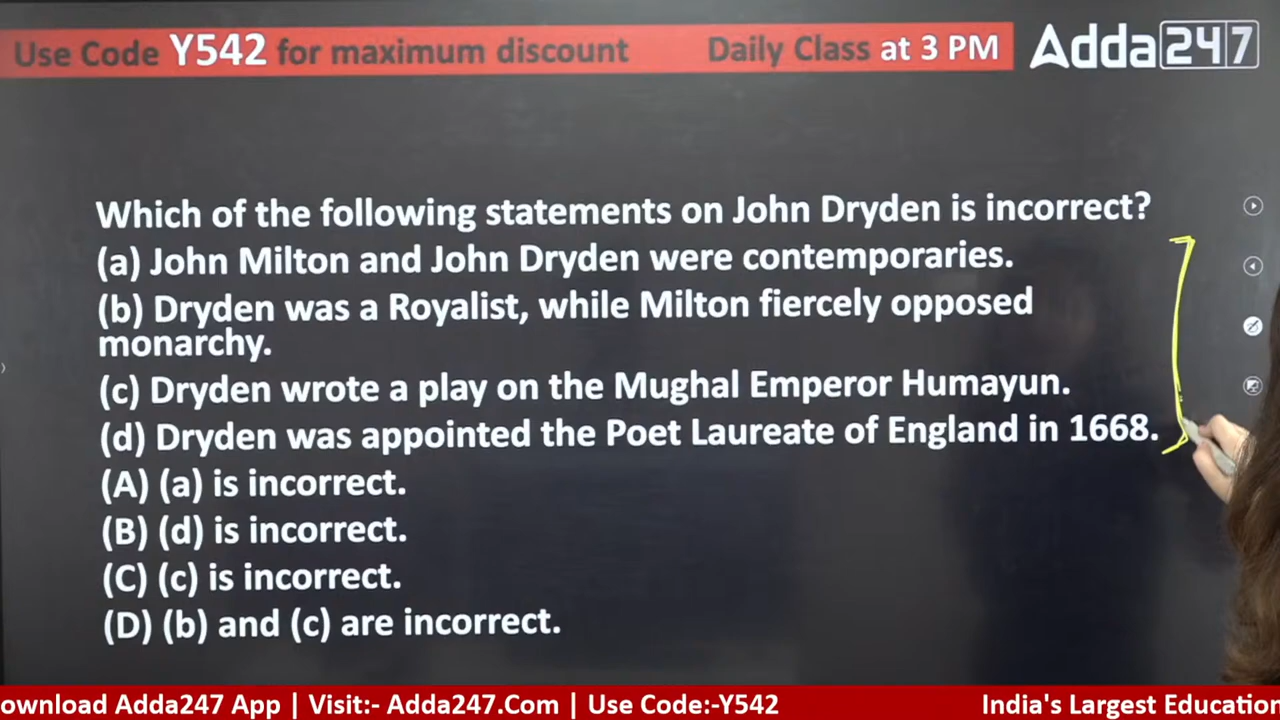 Use Code Y542 for maximum discount Daily Class at 3 PM Adda247
Which of the following statements on John Dryden is incorrect?
(a) John Milton and John Dryden were contemporaries.
(b) Dryden was a Royalist, while Milton fiercely opposed
monarchy.
(c) Dryden wrote a play on the Mughal Emperor Humayun.
(d) Dryden was appointed the Poet Laureate of England in 1668.
(A) (a) is incorrect.
(B) (d) is incorrect.
(C) (c) is incorrect.
(D) (b) and (c) are incorrect.
ownload Adda247 App | Visit:- Adda247.Com | Use Code:-Y542 India's Largest Education